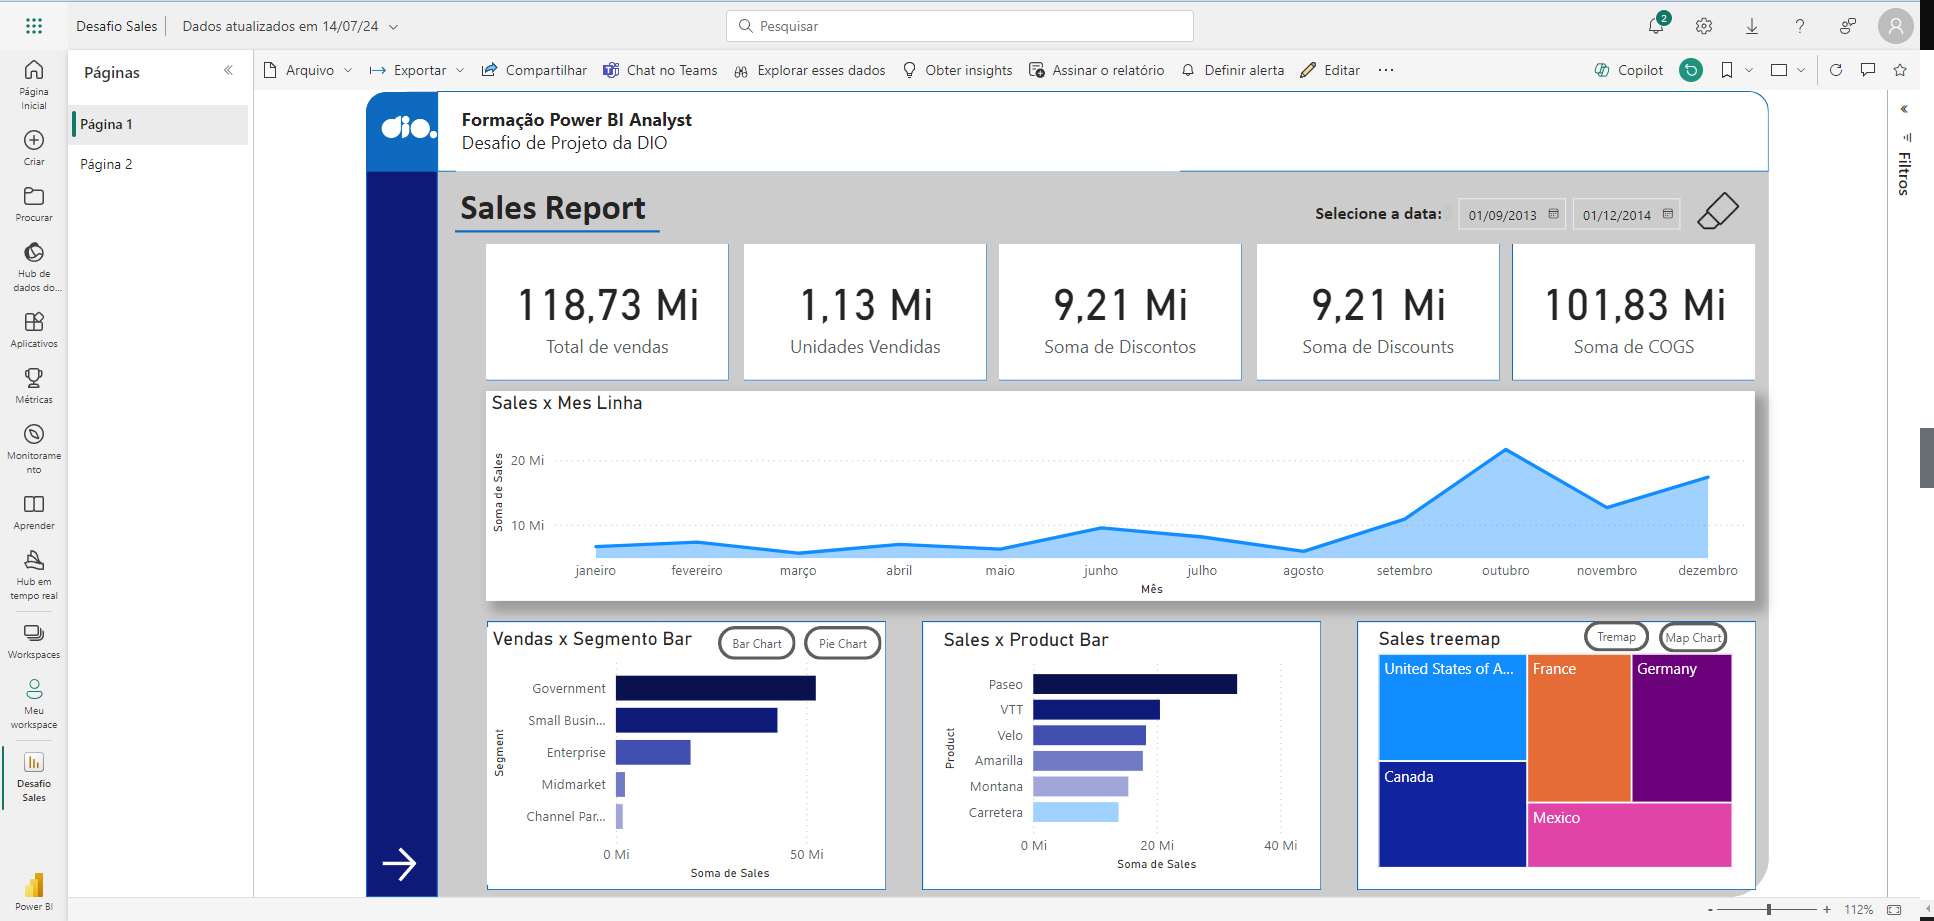 Desafio Sales
Dados atualizados em 14/07/24
Pesquisar
2
Página Inicial
Criar
Procurar
Hub de dados do...
Aplicativos
Métricas
Monitoramento
Aprender
Hub em tempo real
Workspaces
Meu workspace
Desafio Sales
Power BI
Páginas
Página 1
Página 2
Arquivo
Exportar
Compartilhar
Chat no Teams
Explorar esses dados
Obter insights
Assinar o relatório
Definir alerta
Editar
Copilot
Filtros
dio.
Formação Power BI Analyst
Desafio de Projeto da DIO
Sales Report
Selecione a data:
01/09/2013
01/12/2014
118,73 Mi
Total de vendas
1,13 Mi
Unidades Vendidas
9,21 Mi
Soma de Discontos
9,21 Mi
Soma de Discounts
101,83 Mi
Soma de COGS
Sales x Mes Linha
Soma de Sales
20 Mi
10 Mi
janeiro
fevereiro
março
abril
maio
junho
julho
agosto
setembro
outubro
novembro
dezembro
Mês
Vendas x Segmento Bar
Bar Chart
Pie Chart
Segment
Government
Small Busin...
Enterprise
Midmarket
Channel Par...
0 Mi
50 Mi
Soma de Sales
Sales x Product Bar
Product
Paseo
VTT
Velo
Amarilla
Montana
Carretera
0 Mi
20 Mi
40 Mi
Soma de Sales
Sales treemap
Tremap
Map Chart
United States of A...
France
Germany
Canada
Mexico
112%